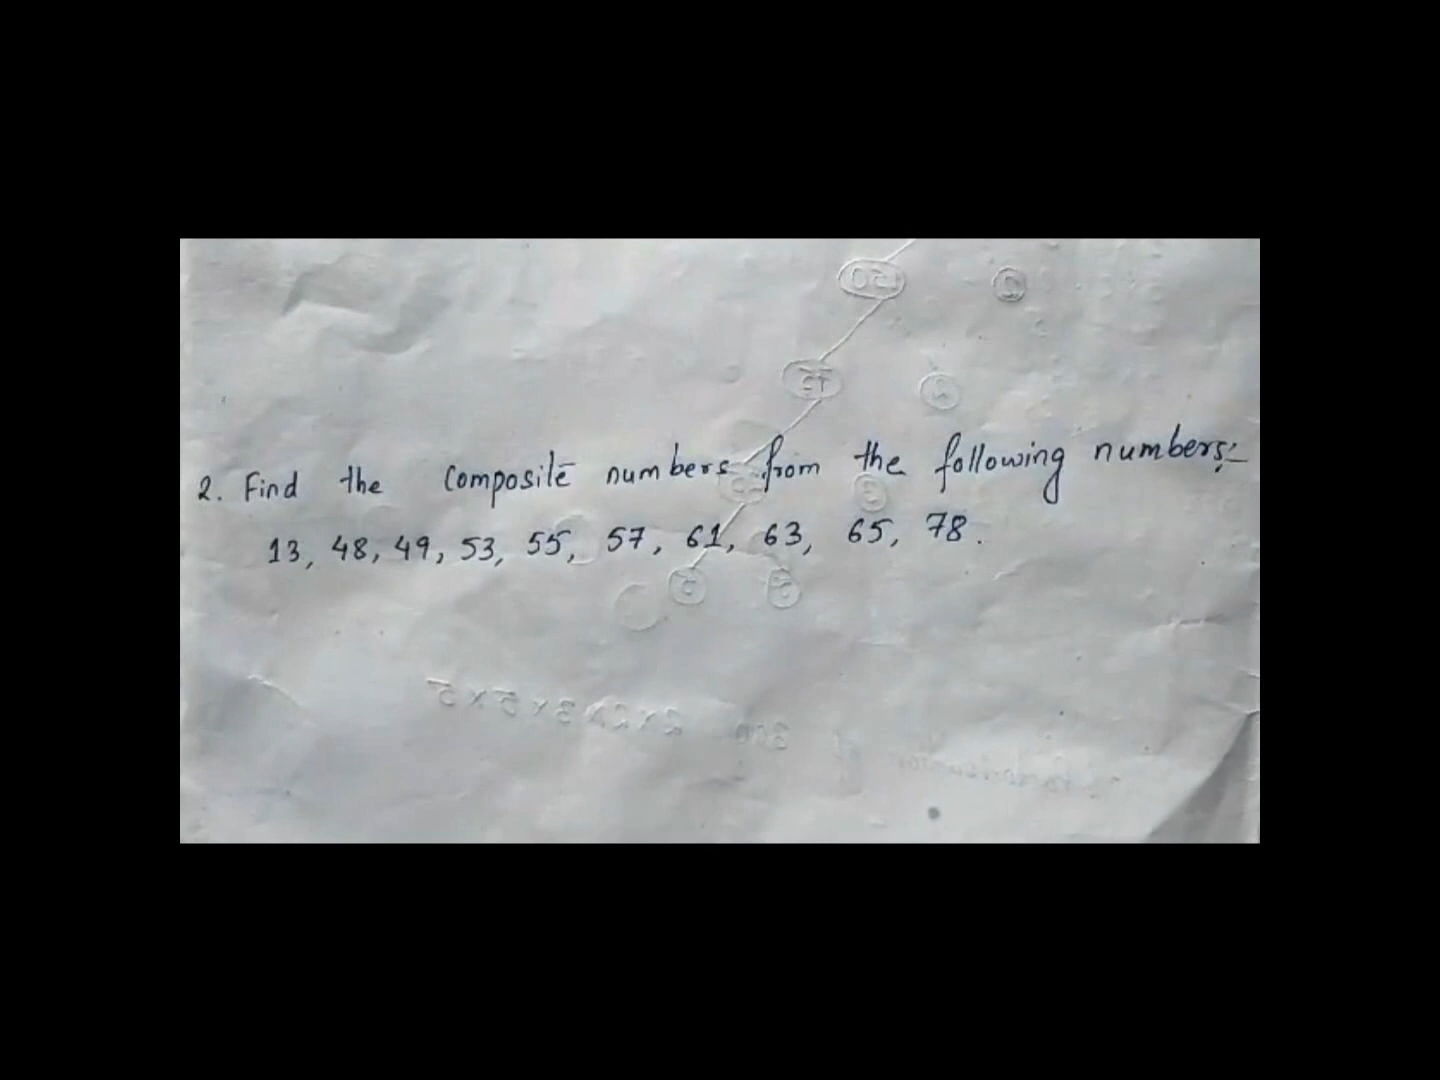 2. Find the composite numbers from the following numbers:-
13, 48, 49, 53, 55, 57, 61, 63, 65, 78.